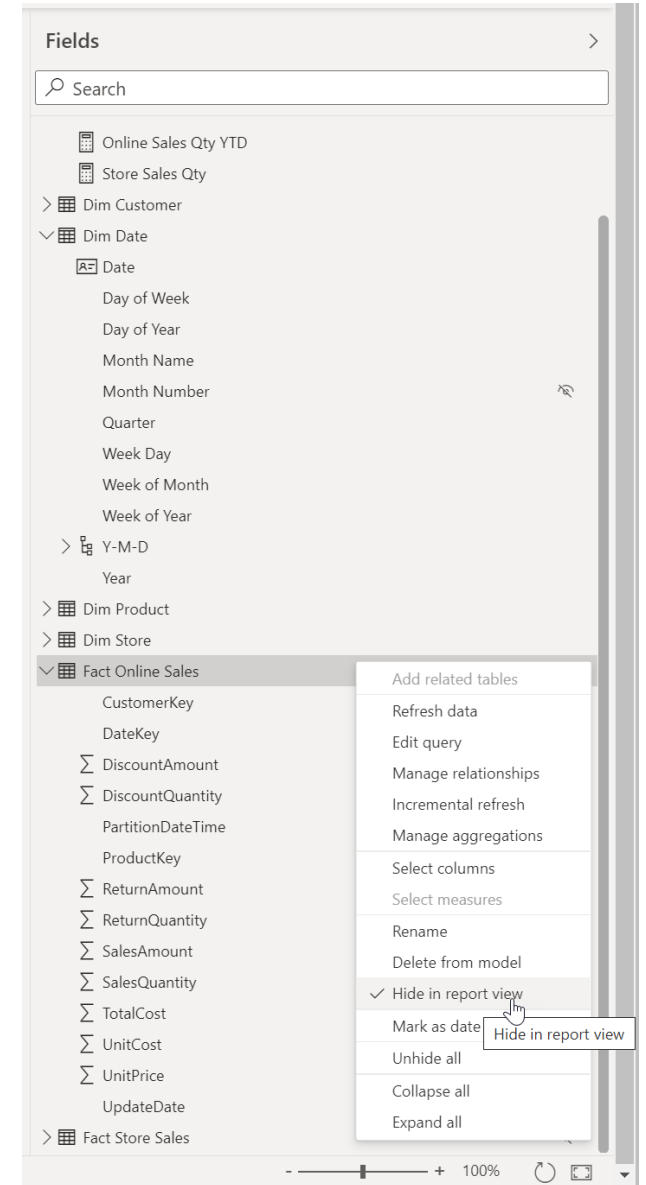 Fields
Search
Online Sales Qty YTD
Store Sales Qty
Dim Customer
Dim Date
Date
Day of Week
Day of Year
Month Name
Month Number
Quarter
Week Day
Week of Month
Week of Year
Y-M-D
Year
Dim Product
Dim Store
Fact Online Sales
CustomerKey
DateKey
DiscountAmount
DiscountQuantity
PartitionDateTime
ProductKey
ReturnAmount
ReturnQuantity
SalesAmount
SalesQuantity
TotalCost
UnitCost
UnitPrice
UpdateDate
Fact Store Sales
Add related tables
Refresh data
Edit query
Manage relationships
Incremental refresh
Manage aggregations
Select columns
Select measures
Rename
Delete from model
Hide in report view
Mark as date
Hide in report view
Unhide all
Collapse all
Expand all
- + 100%